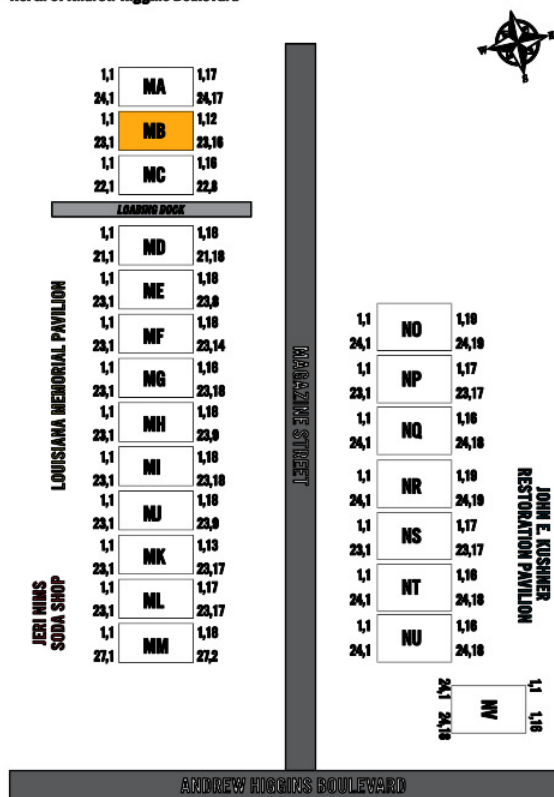 North of Andrew Higgins Boulevard
1,1 MA 1,17
24,1 24,17
1,1 MB 1,12
23,1 23,16
1,1 MC 1,16
22,1 22,8
LOADING DOCK
1,1 MD 1,18
21,1 21,18
1,1 ME 1,18
23,1 23,8
1,1 MF 1,18
23,1 23,14
1,1 MG 1,16
23,1 23,18
1,1 MH 1,18
23,1 23,9
1,1 MI 1,18
23,1 23,18
1,1 MJ 1,18
23,1 23,9
1,1 MK 1,13
23,1 23,17
1,1 ML 1,17
23,1 23,17
1,1 MM 1,18
27,1 27,2
LOUISIANA MEMORIAL PAVILION
JERI NIMS
SODA SHOP
MAGAZINE STREET
1,1 NO 1,19
24,1 24,19
1,1 NP 1,17
23,1 23,17
1,1 NQ 1,16
24,1 24,18
1,1 NR 1,19
24,1 24,19
1,1 NS 1,17
23,1 23,17
1,1 NT 1,16
24,1 24,18
1,1 NU 1,16
24,1 24,18
1,1 NV 1,16
24,1 24,18
JOHN E. KUSHNER
RESTORATION PAVILION
ANDREW HIGGINS BOULEVARD